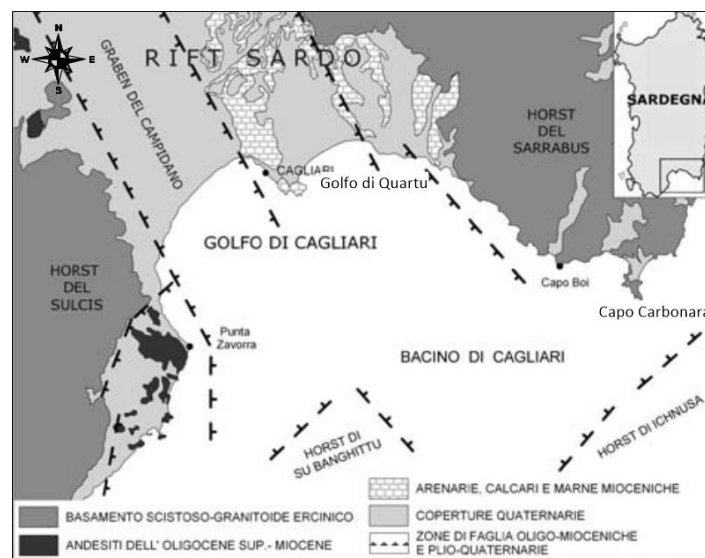 N
W E
S
RIFT SARDO
GRABEN DEL CAMPIDANO
HORST
DEL
SARRABUS
SARDEGNA
CAGLIARI
Golfo di Quartu
GOLFO DI CAGLIARI
HORST
DEL
SULCIS
Capo Boi
Capo Carbonara
Punta
Zavorra
BACINO DI CAGLIARI
HORST DI
SU BANGHITTU
HORST DI ICHNUSA
ARENARIE, CALCARI E MARNE MIOCENICHE
BASAMENTO SCISTOSO-GRANITOIDE ERCINICO
COPERTURE QUATERNARIE
ANDESITI DELL' OLIGOCENE SUP.- MIOCENE
ZONE DI FAGLIA OLIGO-MIOCENICHE
E PLIO-QUATERNARIE